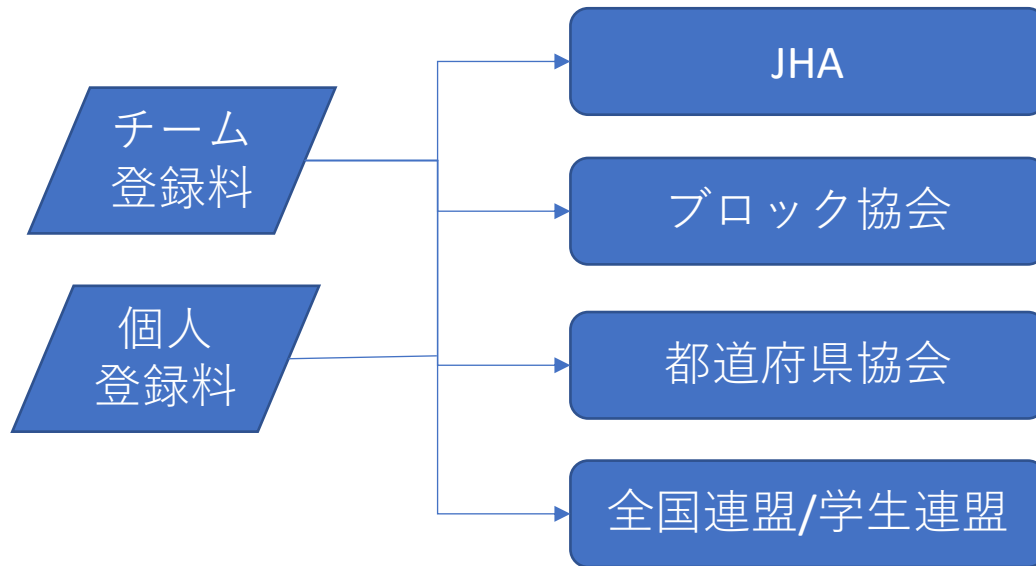 チーム
登録料
個人
登録料
JHA
ブロック協会
都道府県協会
全国連盟/学生連盟